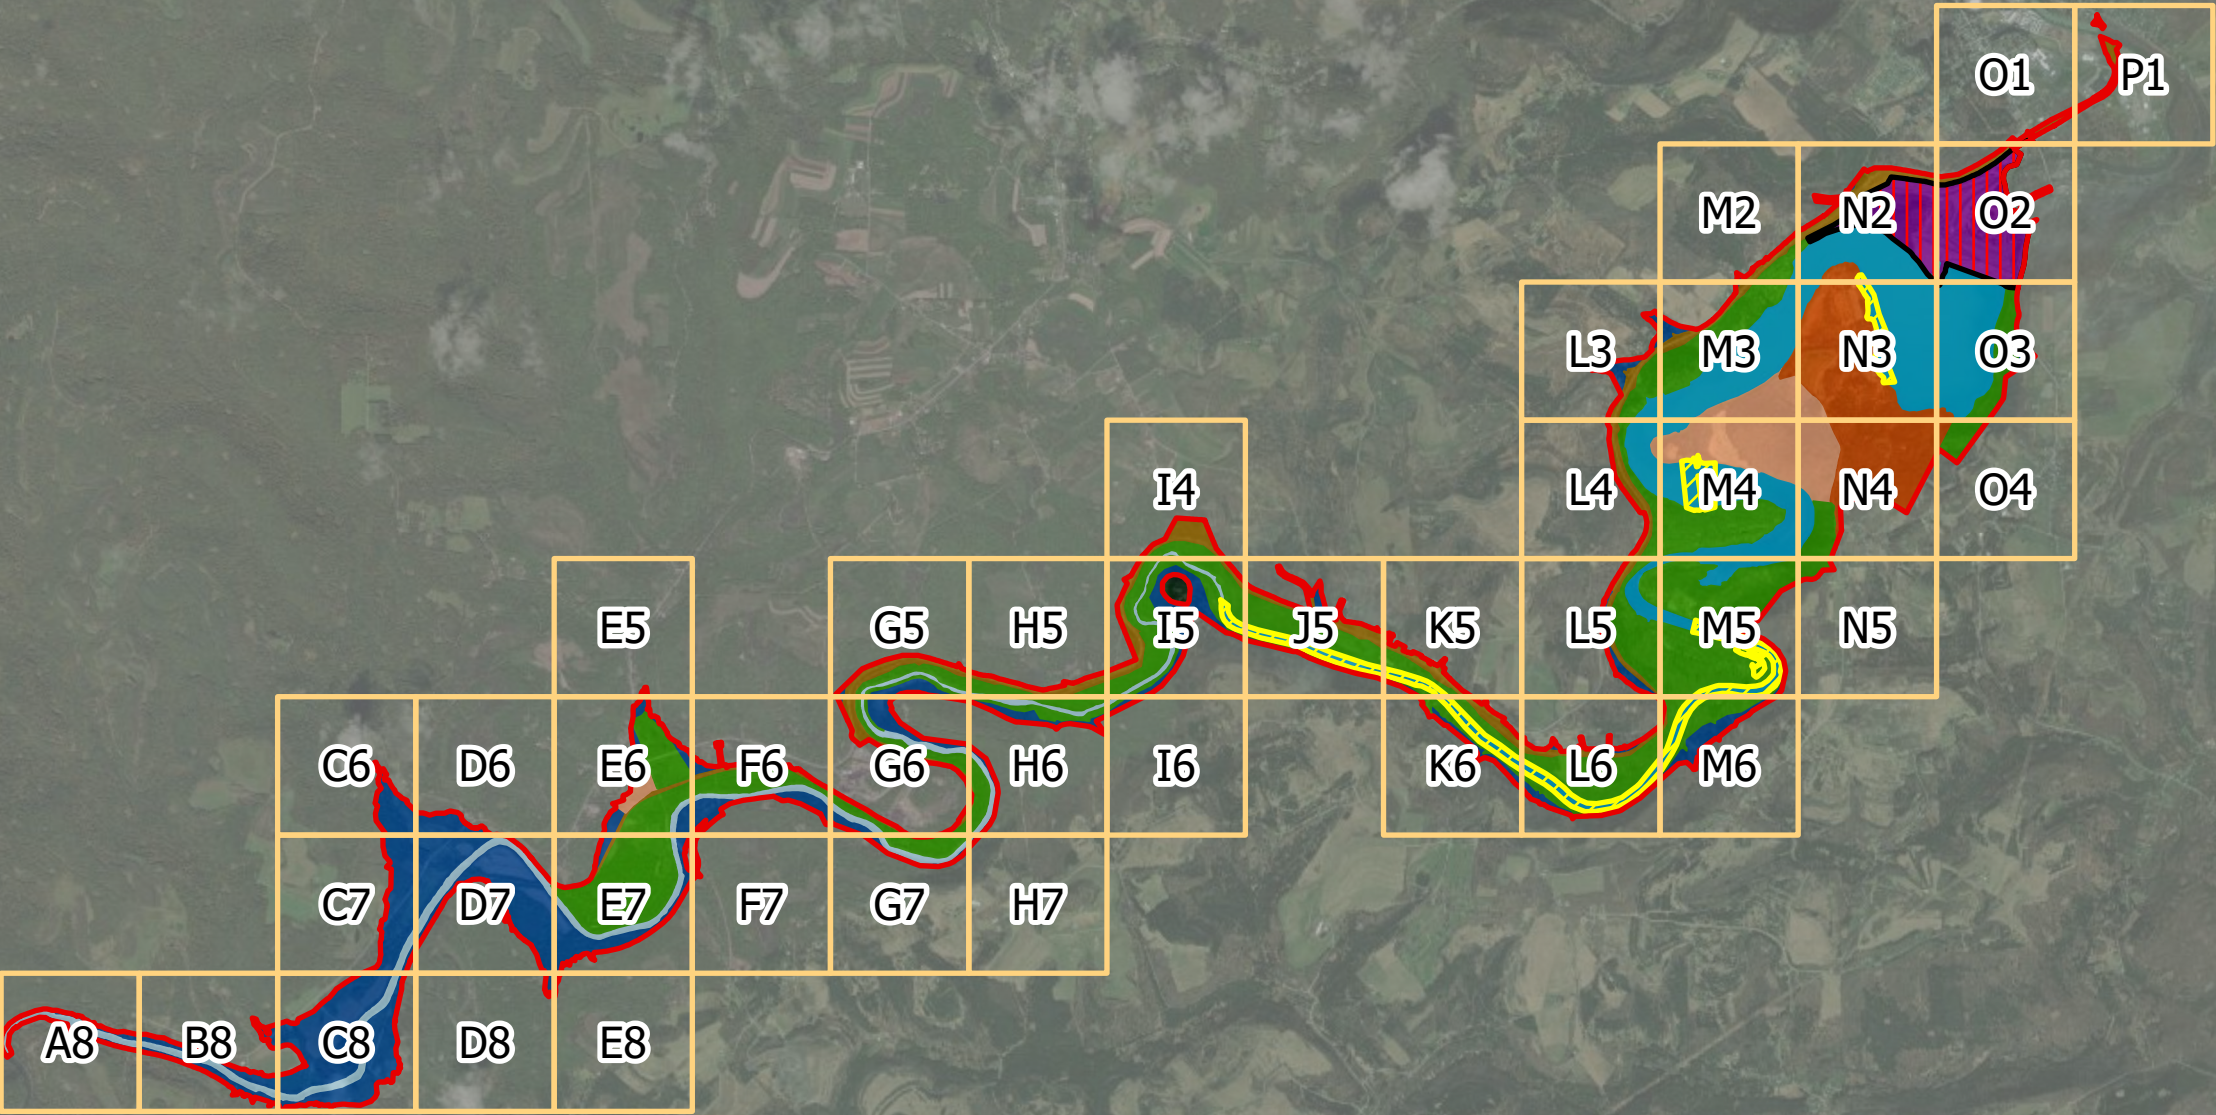 O1 P1
M2 N2 O2
L3 M3 N3 O3
I4 L4 M4 N4 O4
E5 G5 H5 I5 J5 K5 L5 M5 N5
C6 D6 E6 F6 G6 H6 I6 K6 L6 M6
C7 D7 E7 F7 G7 H7
A8 B8 C8 D8 E8